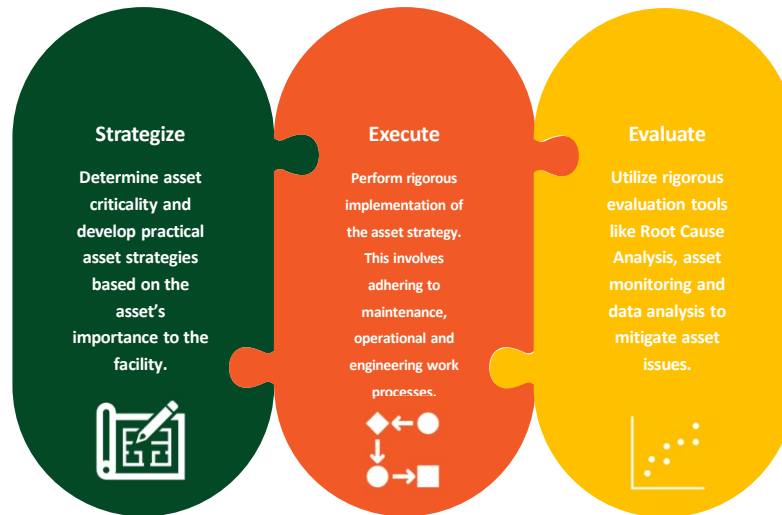 Strategize
Determine asset
criticality and
develop practical
asset strategies
based on the
asset’s
importance to the
facility.
Execute
Perform rigorous
implementation of
the asset strategy.
This involves
adhering to
maintenance,
operational and
engineering work
processes.
Evaluate
Utilize rigorous
evaluation tools
like Root Cause
Analysis, asset
monitoring and
data analysis to
mitigate asset
issues.